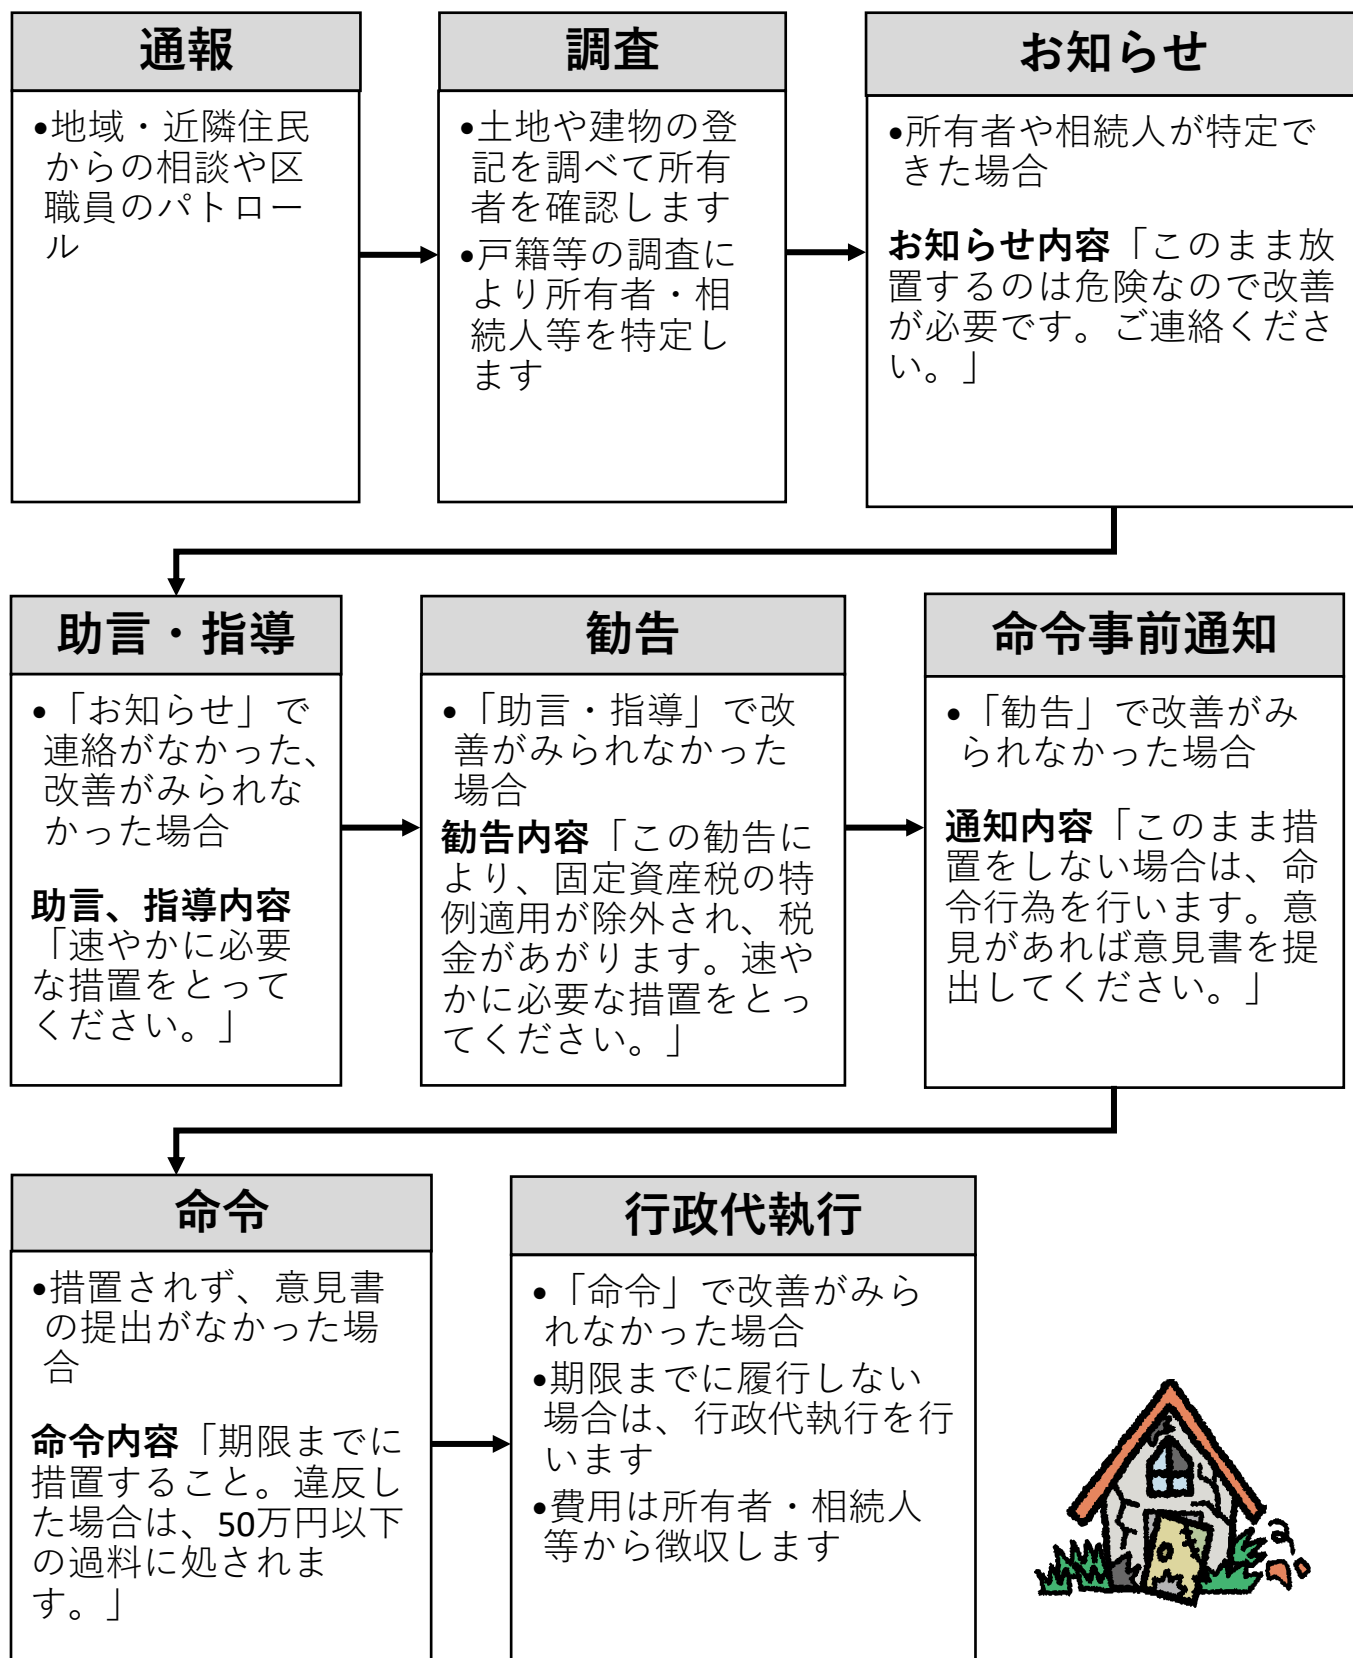 通報
•地域・近隣住民
からの相談や区
職員のパトロー
ル
調査
•土地や建物の登
記を調べて所有
者を確認します
•戸籍等の調査に
より所有者・相
続人等を特定し
ます
お知らせ
•所有者や相続人が特定で
きた場合
お知らせ内容「このまま放
置するのは危険なので改善
が必要です。ご連絡くださ
い。」
助言・指導
•「お知らせ」で
連絡がなかった、
改善がみられな
かった場合
助言、指導内容
「速やかに必要
な措置をとって
ください。」
勧告
•「助言・指導」で改
善がみられなかった
場合
勧告内容「この勧告に
より、固定資産税の特
例適用が除外され、税
金があがります。速や
かに必要な措置をとっ
てください。」
命令事前通知
•「勧告」で改善がみ
られなかった場合
通知内容「このまま措
置をしない場合は、命
令行為を行います。意
見があれば意見書を提
出してください。」
命令
•措置されず、意見書
の提出がなかった場
合
命令内容「期限までに
措置すること。違反し
た場合は、50万円以下
の過料に処されま
す。」
行政代執行
•「命令」で改善がみら
れなかった場合
•期限までに履行しない
場合は、行政代執行を行
います
•費用は所有者・相続人
等から徴収します